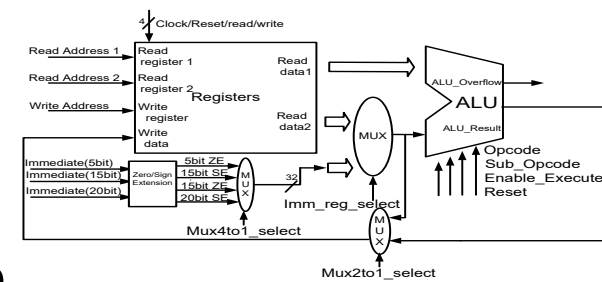 4
Clock/Reset/read/write
Read Address 1
Read
register 1
Read
data1
Read Address 2
Read
register 2
Registers
Write Address
Write
register
Read
data2
Write
data
ALU_Overflow
ALU
ALU_Result
MUX
Immediate(5bit)
Immediate(15bit)
Immediate(20bit)
Zero/Sign
Extension
5bit ZE
15bit SE
15bit ZE
20bit SE
M
U
X
32
Mux4to1_select
Imm_reg_select
Opcode
Sub_Opcode
Enable_Execute
Reset
M
U
X
Mux2to1_select